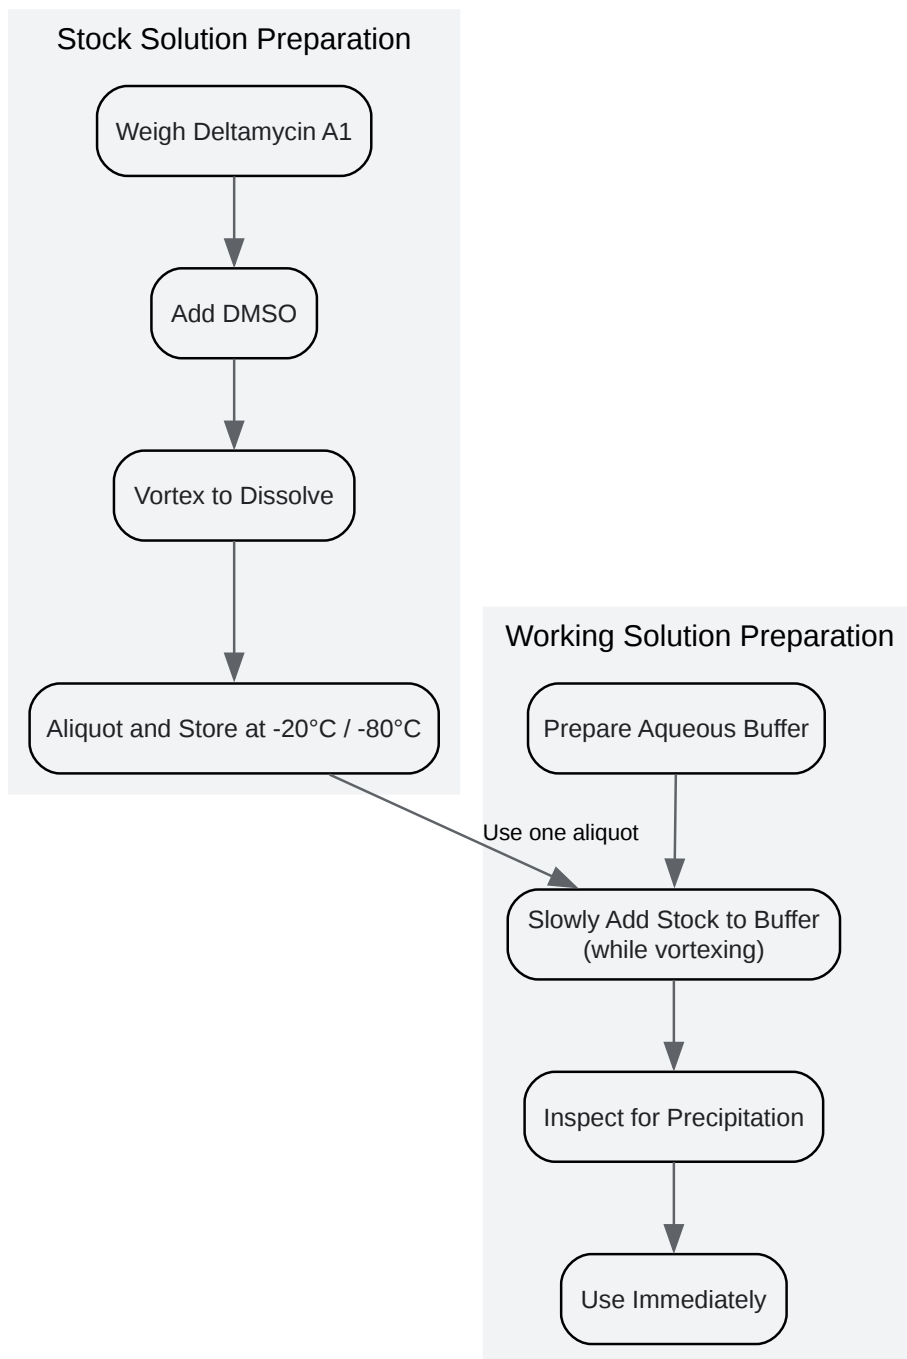 Stock Solution Preparation
Weigh Deltamycin A1
Add DMSO
Vortex to Dissolve
Aliquot and Store at -20°C / -80°C
Working Solution Preparation
Prepare Aqueous Buffer
Use one aliquot
Slowly Add Stock to Buffer
(while vortexing)
Inspect for Precipitation
Use Immediately